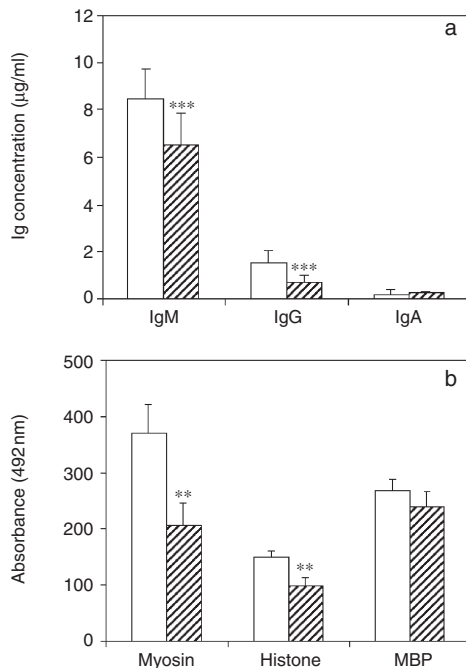 a
Ig concentration (μg/ml)
12
10
8
6
4
2
0
***
***
IgM IgG IgA
b
Absorbance (492 nm)
500
400
300
200
100
0
**
**
Myosin Histone MBP